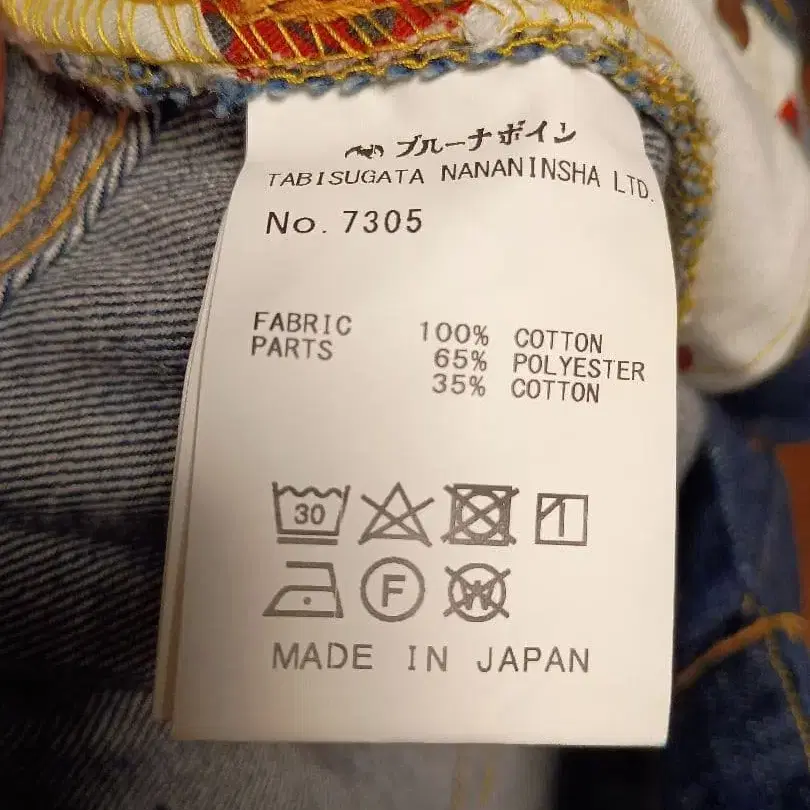 ブルーナボイン
TABISUGATA NANANINSHA LTD.
No. 7305
FABRIC 100% COTTON
PARTS 65% POLYESTER
35% COTTON
30
F
W
MADE IN JAPAN